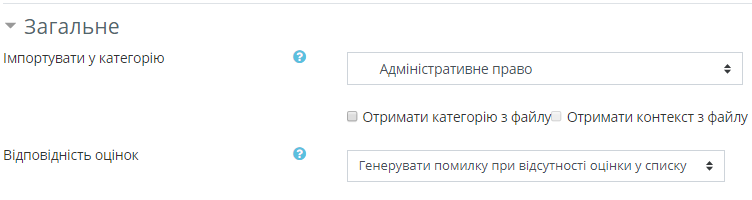 Загальне
Імпортувати у категорію
Адміністративне право
Отримати категорію з файлу Отримати контекст з файлу
Відповідність оцінок
Генерувати помилку при відсутності оцінки у списку